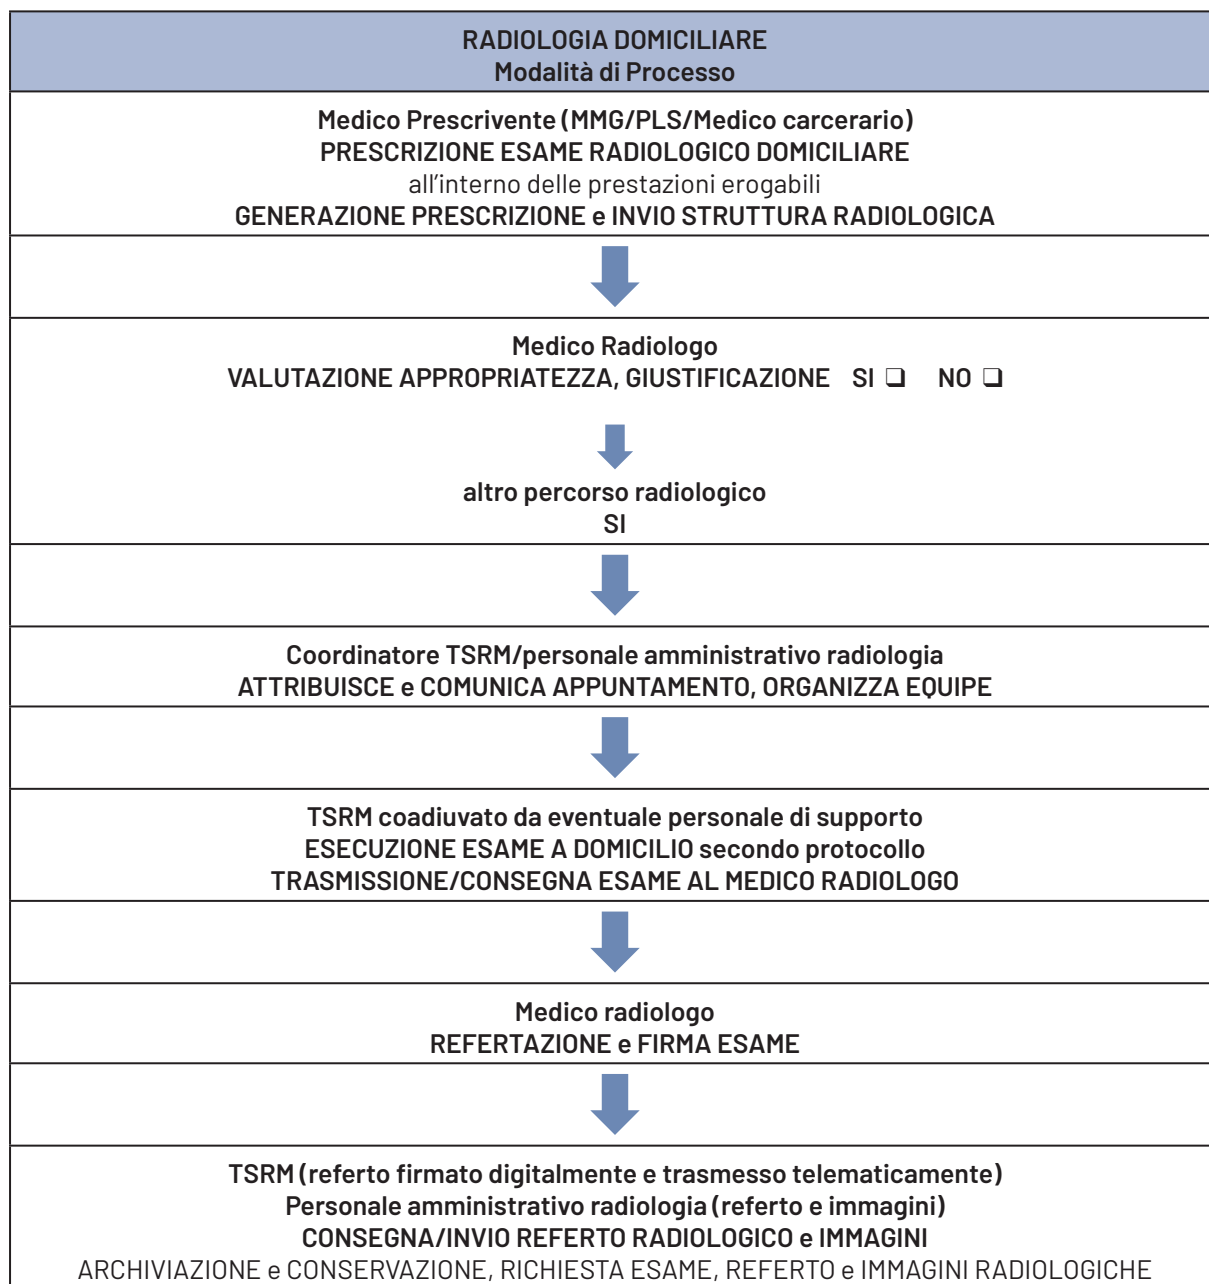 RADIOLOGIA DOMICILIARE
Modalità di Processo
Medico Prescrivente (MMG/PLS/Medico carcerario)
PRESCRIZIONE ESAME RADIOLOGICO DOMICILIARE
all'interno delle prestazioni erogabili
GENERAZIONE PRESCRIZIONE e INVIO STRUTTURA RADIOLOGICA
Medico Radiologo
VALUTAZIONE APPROPRIATEZZA, GIUSTIFICAZIONE SI ❑ NO ❑
altro percorso radiologico
SI
Coordinatore TSRM/personale amministrativo radiologia
ATTRIBUISCE e COMUNICA APPUNTAMENTO, ORGANIZZA EQUIPE
TSRM coadiuvato da eventuale personale di supporto
ESECUZIONE ESAME A DOMICILIO secondo protocollo
TRASMISSIONE/CONSEGNA ESAME AL MEDICO RADIOLOGO
Medico radiologo
REFERTAZIONE e FIRMA ESAME
TSRM (referto firmato digitalmente e trasmesso telematicamente)
Personale amministrativo radiologia (referto e immagini)
CONSEGNA/INVIO REFERTO RADIOLOGICO e IMMAGINI
ARCHIVIAZIONE e CONSERVAZIONE, RICHIESTA ESAME, REFERTO e IMMAGINI RADIOLOGICHE